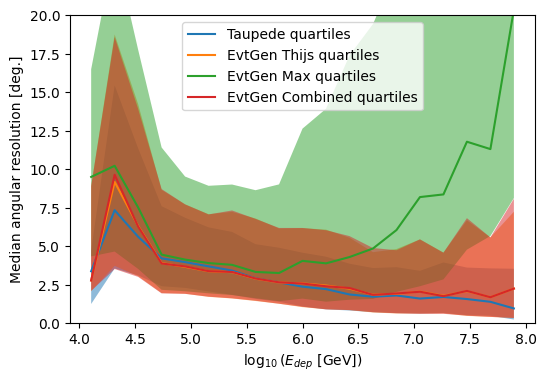 20.0
17.5
15.0
12.5
10.0
7.5
5.0
2.5
0.0
Median angular resolution [deg.]
Taupede quartiles
EvtGen Thijs quartiles
EvtGen Max quartiles
EvtGen Combined quartiles
4.0 4.5 5.0 5.5 6.0 6.5 7.0 7.5 8.0
log₁₀(E_dep [GeV])